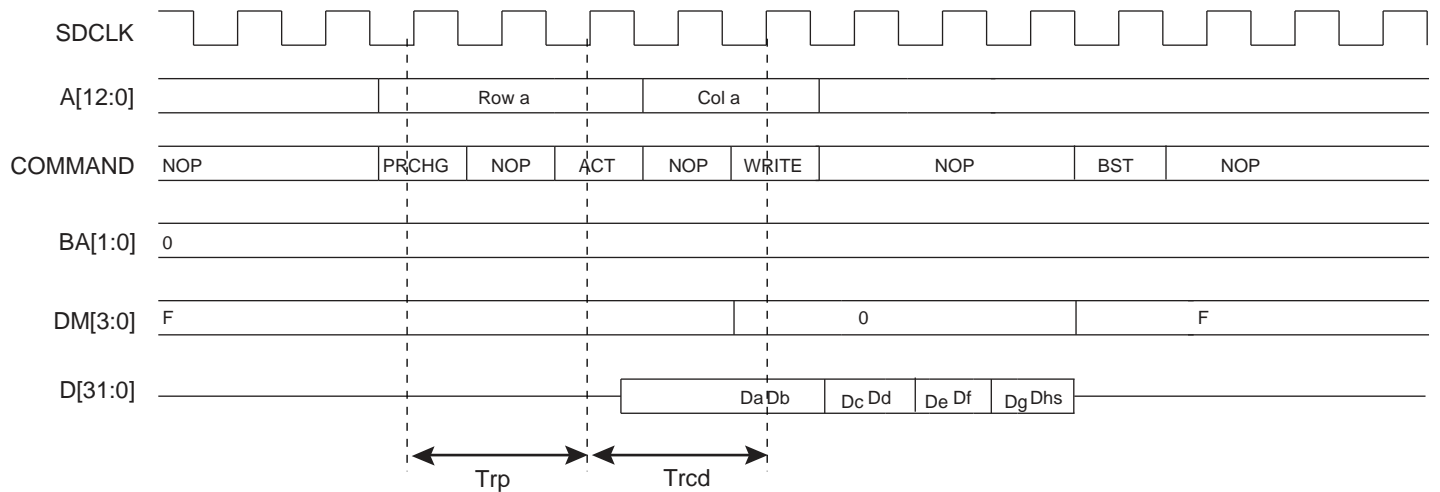 SDCLK
A[12:0] Row a Col a
COMMAND NOP PRCHG NOP ACT NOP WRITE NOP BST NOP
BA[1:0] 0
DM[3:0] F 0 F
D[31:0] Da Db Dc Dd De Df Dg Dhs
Trp Trcd